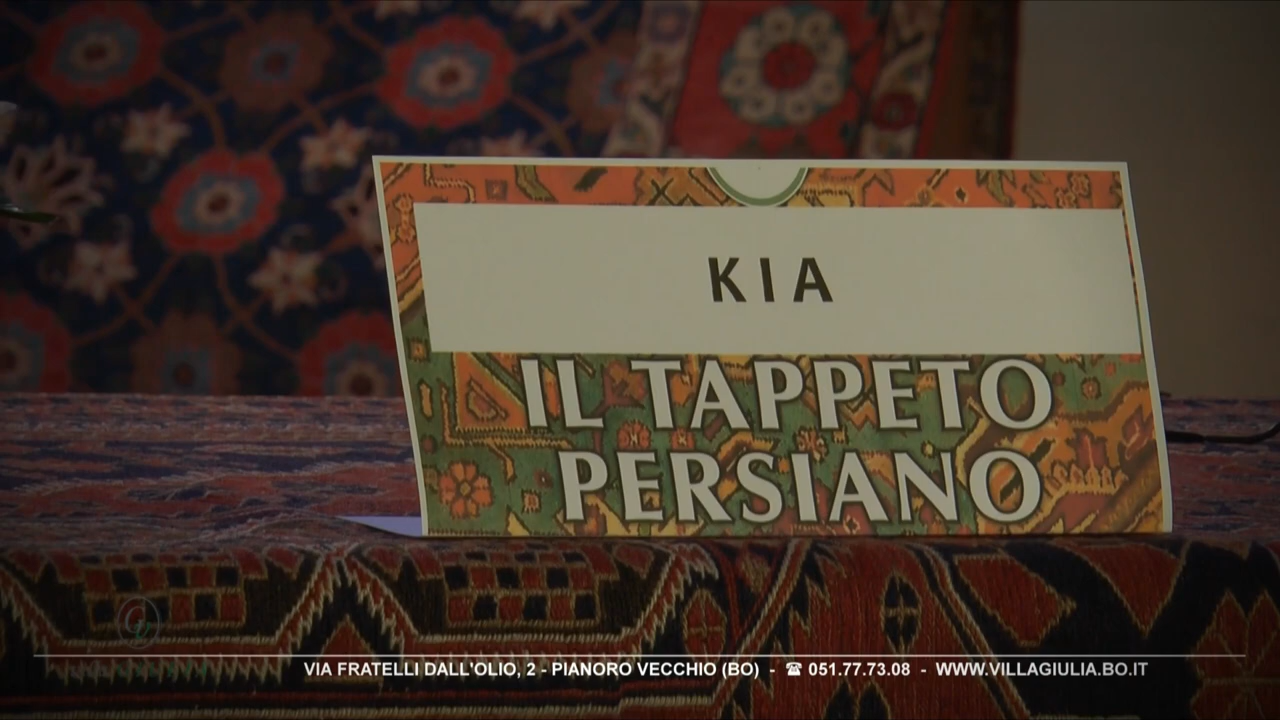 KIA
IL TAPPETO
PERSIANO
VIA FRATELLI DALL'OLIO, 2 - PIANORO VECCHIO (BO) - ☎ 051.77.73.08 - WWW.VILLAGIULIA.BO.IT